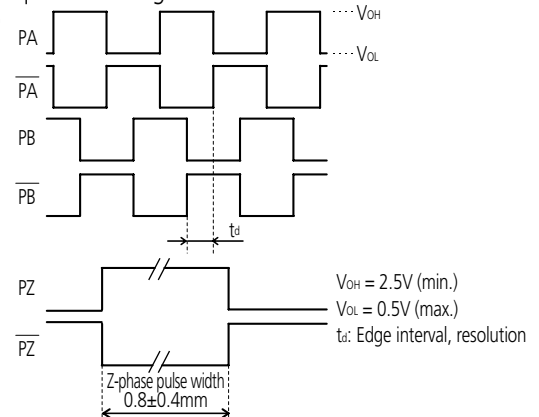 PA
VOH
VOL
PA
PB
PB
td
PZ
PZ
VOH = 2.5V (min.)
VOL = 0.5V (max.)
td: Edge interval, resolution
Z-phase pulse width
0.8±0.4mm